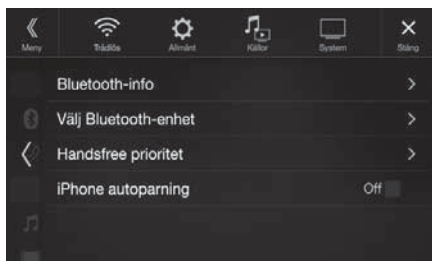 Meny Trådlös Allmänt Källor System Stäng
Bluetooth-info
Välj Bluetooth-enhet
Handsfree prioritet
iPhone autoparning Off